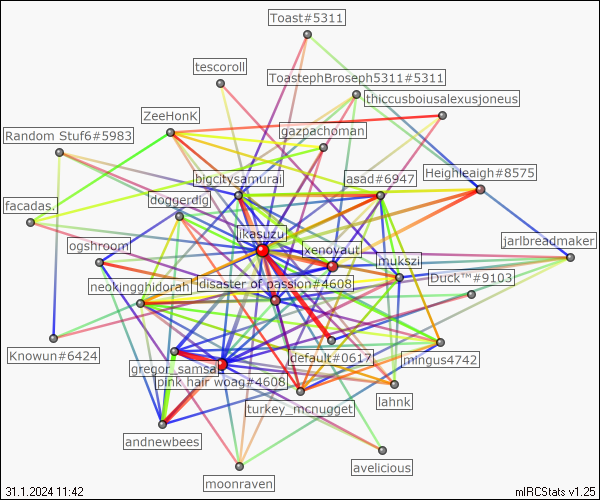 Toast#5311
tescoroll
ToastephBroseph5311#5311
thiccusboiusalexusjoneus
ZeeHonK
gazpachoman
Random Stuf6#5983
Heighleaigh#8575
bigcitysamurai
asad#6947
doggerdig
facadas.
jkasuzu
ogshroom
xenoyaut
jarlbreadmaker
mukszi
Duck™#9103
neokingghidorah
disaster of passion#4608
Knowun#6424
default#0617
mingus4742
gregor_samsa
pink hair woag#4608
lahnk
turkey_mcnugget
andnewbees
avelicious
moonraven
31.1.2024 11:42
mIRCStats v1.25